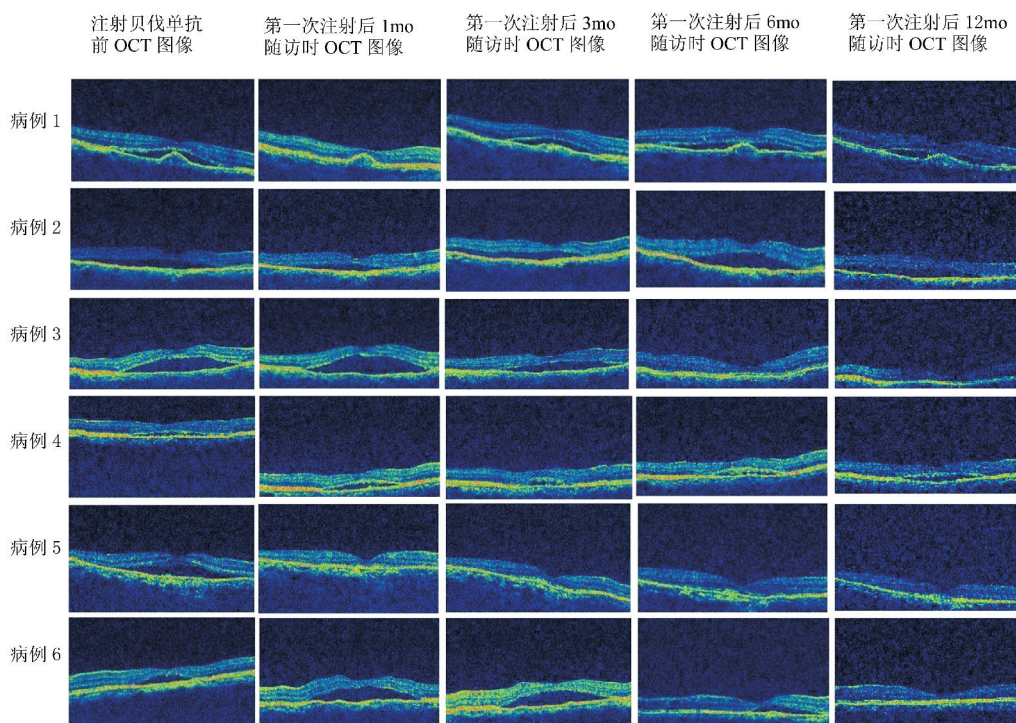 注射贝伐单抗
前 OCT 图像
第一次注射后 1mo
随访时 OCT 图像
第一次注射后 3mo
随访时 OCT 图像
第一次注射后 6mo
随访时 OCT 图像
第一次注射后 12mo
随访时 OCT 图像
病例 1
病例 2
病例 3
病例 4
病例 5
病例 6